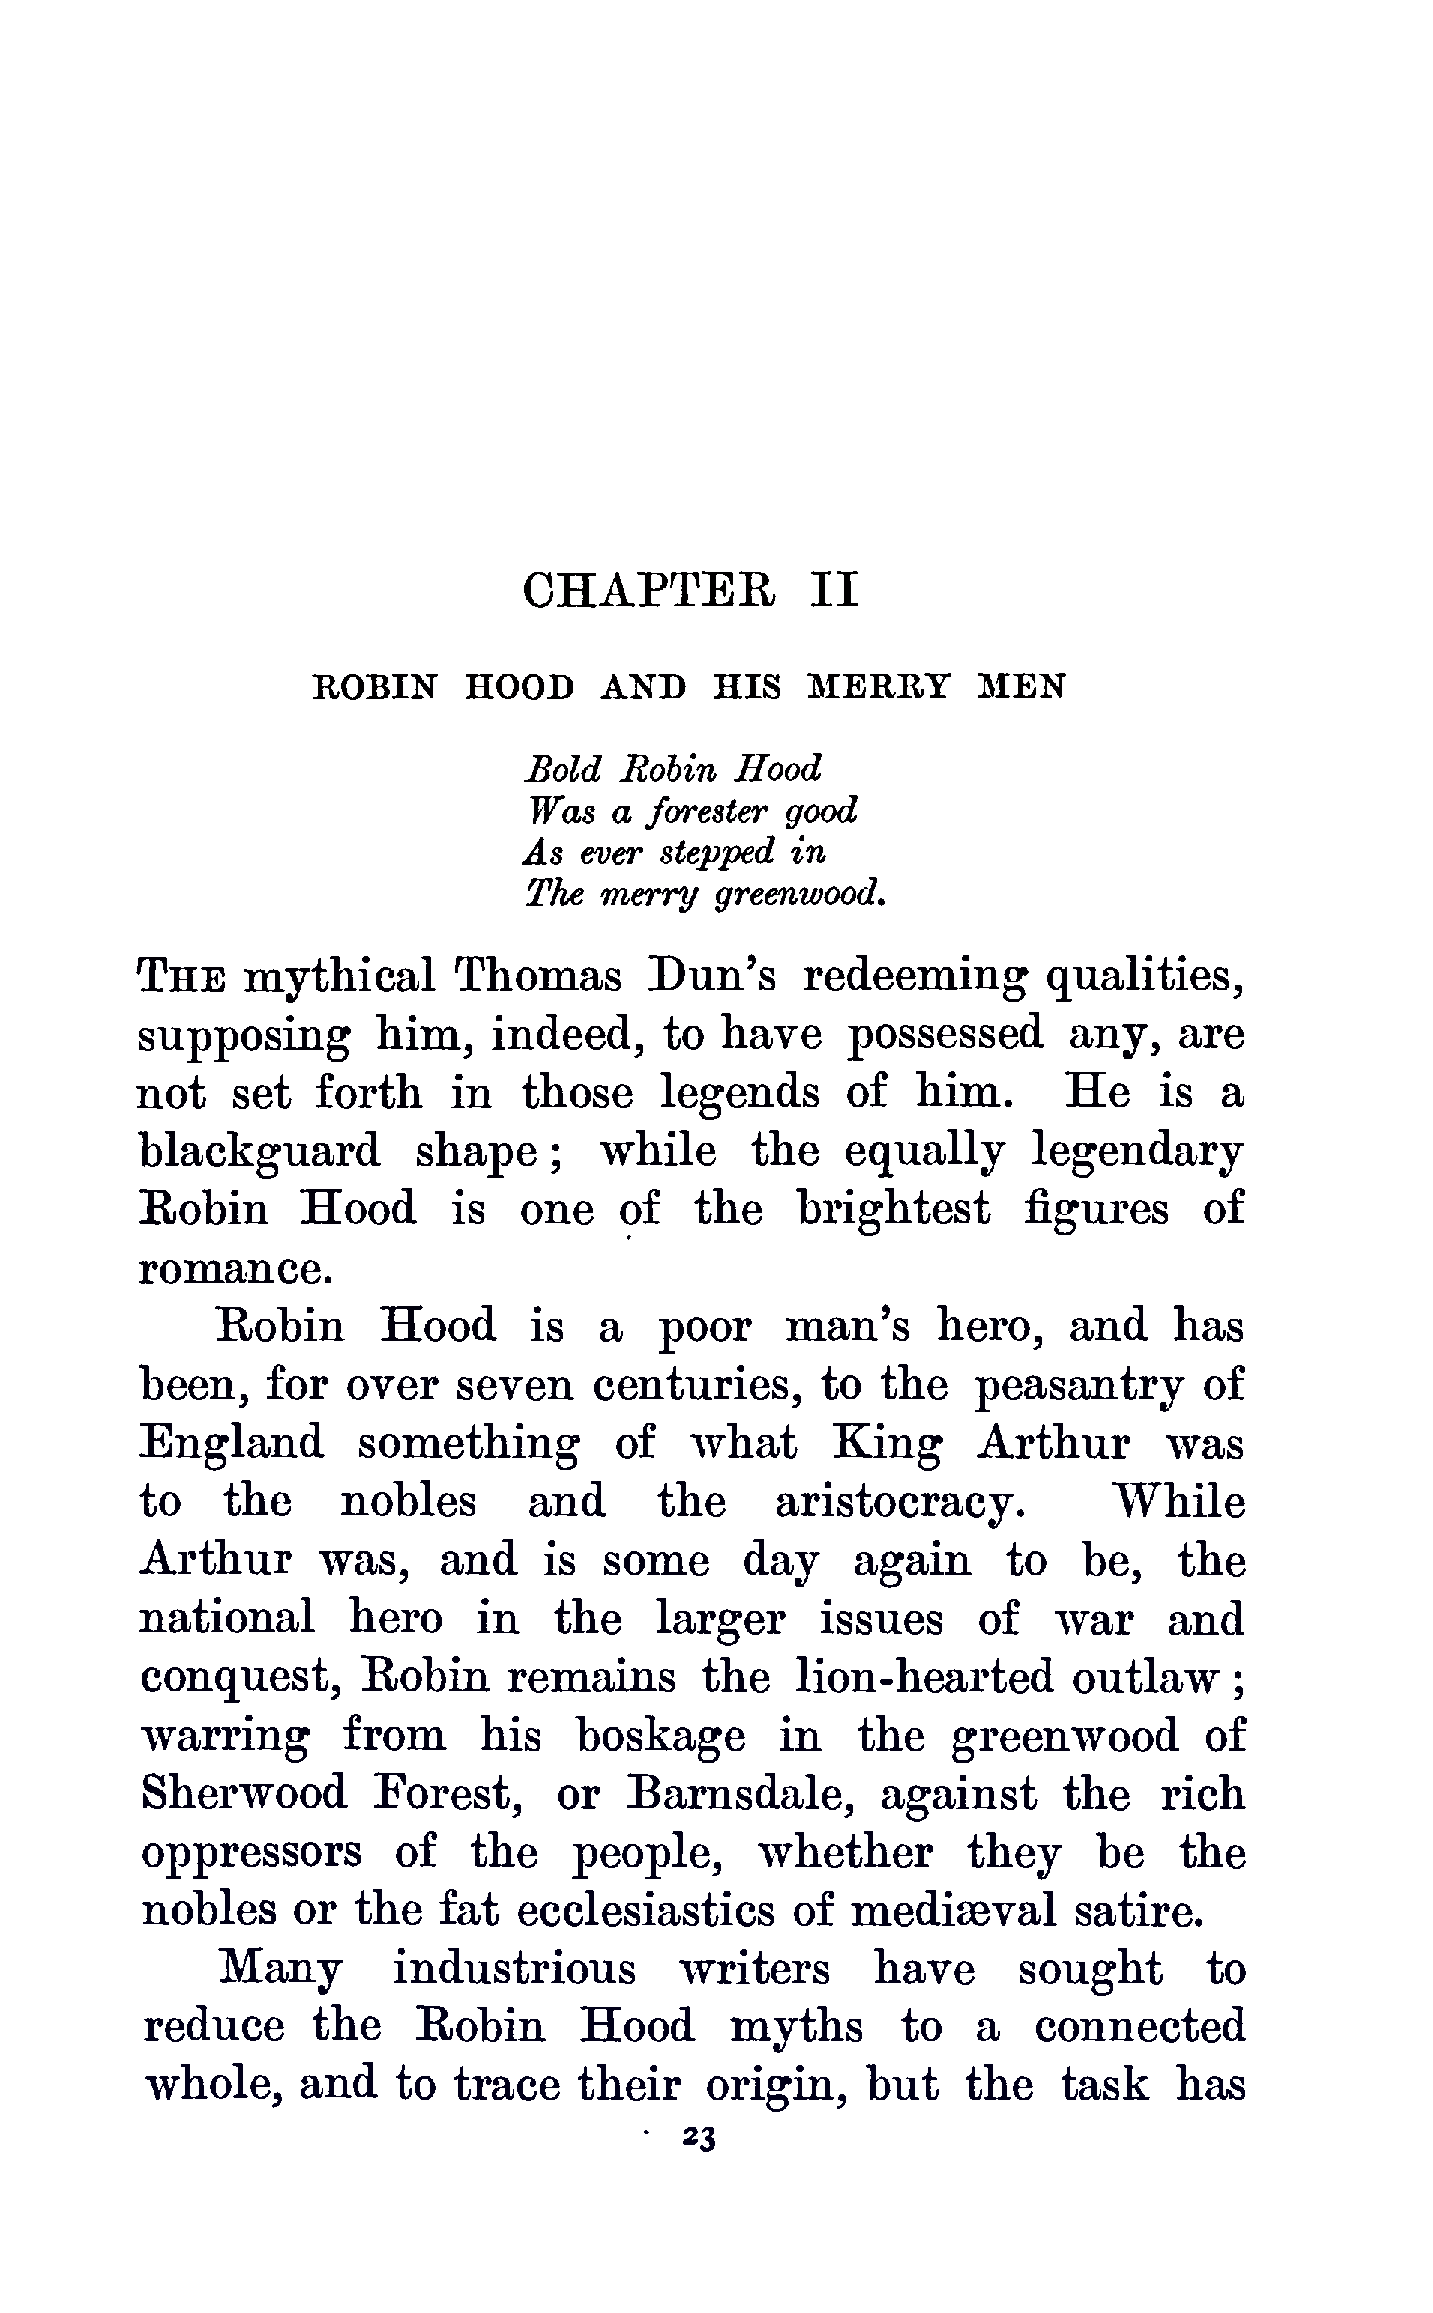 CHAPTER II
ROBIN HOOD AND HIS MERRY MEN
Bold Robin Hood
Was a forester good
As ever stepped in
The merry greenwood.
THE mythical Thomas Dun's redeeming qualities,
supposing him, indeed, to have possessed any, are
not set forth in those legends of him. He is a
blackguard shape; while the equally legendary
Robin Hood is one of the brightest figures of
romance.
Robin Hood is a poor man's hero, and has
been, for over seven centuries, to the peasantry of
England something of what King Arthur was
to the nobles and the aristocracy. While
Arthur was, and is some day again to be, the
national hero in the larger issues of war and
conquest, Robin remains the lion-hearted outlaw;
warring from his boskage in the greenwood of
Sherwood Forest, or Barnsdale, against the rich
oppressors of the people, whether they be the
nobles or the fat ecclesiastics of mediæval satire.
Many industrious writers have sought to
reduce the Robin Hood myths to a connected
whole, and to trace their origin, but the task has
23